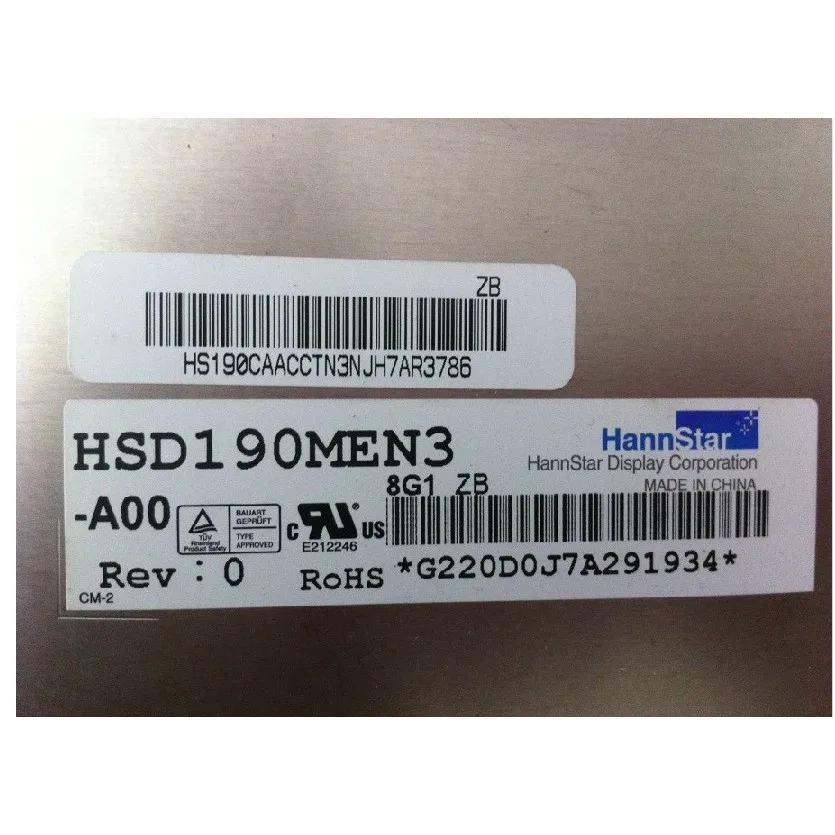 ZB
HS190CAACCTN3NJH7AR3786
HSD190MEN3
HannStar
HannStar Display Corporation
8G1 ZB
MADE IN CHINA
-A00
TÜV
Rheinland
Product Safety
BAUART
GEPRÜFT
TYPE
APPROVED
c RU US
E212246
Rev : 0
RoHS
*G220D0J7A291934*
CM-2